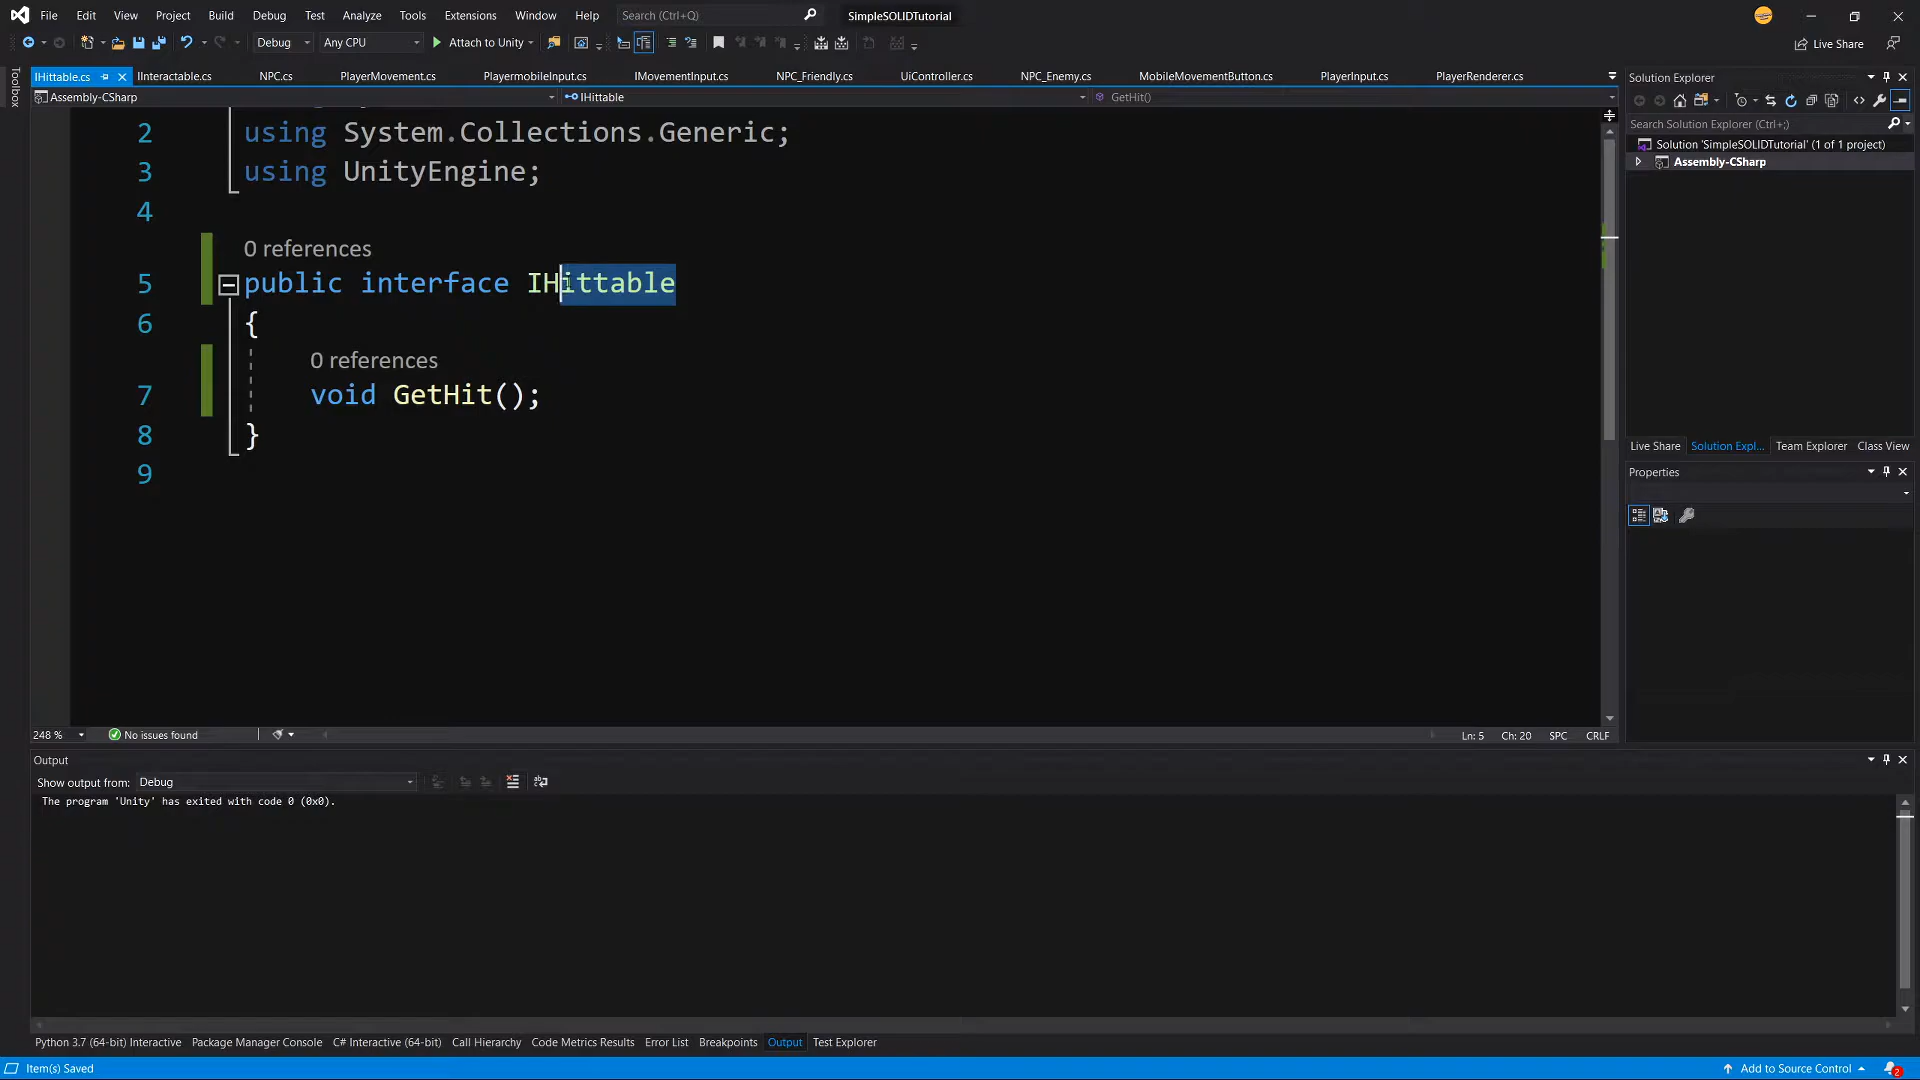 File Edit View Project Build Debug Test Analyze Tools Extensions Window Help Search (Ctrl+Q) SimpleSOLIDTutorial
Debug Any CPU Attach to Unity Live Share
IHittable.cs IInteractable.cs NPC.cs PlayerMovement.cs PlayermobileInput.cs IMovementInput.cs NPC_Friendly.cs UiController.cs NPC_Enemy.cs MobileMovementButton.cs PlayerInput.cs PlayerRenderer.cs
Assembly-CSharp IHittable GetHit()
Toolbox
2 using System.Collections.Generic;
3 using UnityEngine;
4
0 references
5 public interface IHittable
6 {
0 references
7 void GetHit();
8 }
9
248 % No issues found Ln: 5 Ch: 20 SPC CRLF
Solution Explorer
Search Solution Explorer (Ctrl+;)
Solution 'SimpleSOLIDTutorial' (1 of 1 project)
Assembly-CSharp
Live Share Solution Expl... Team Explorer Class View
Properties
Output
Show output from: Debug
The program 'Unity' has exited with code 0 (0x0).
Python 3.7 (64-bit) Interactive Package Manager Console C# Interactive (64-bit) Call Hierarchy Code Metrics Results Error List Breakpoints Output Test Explorer
Item(s) Saved Add to Source Control 2